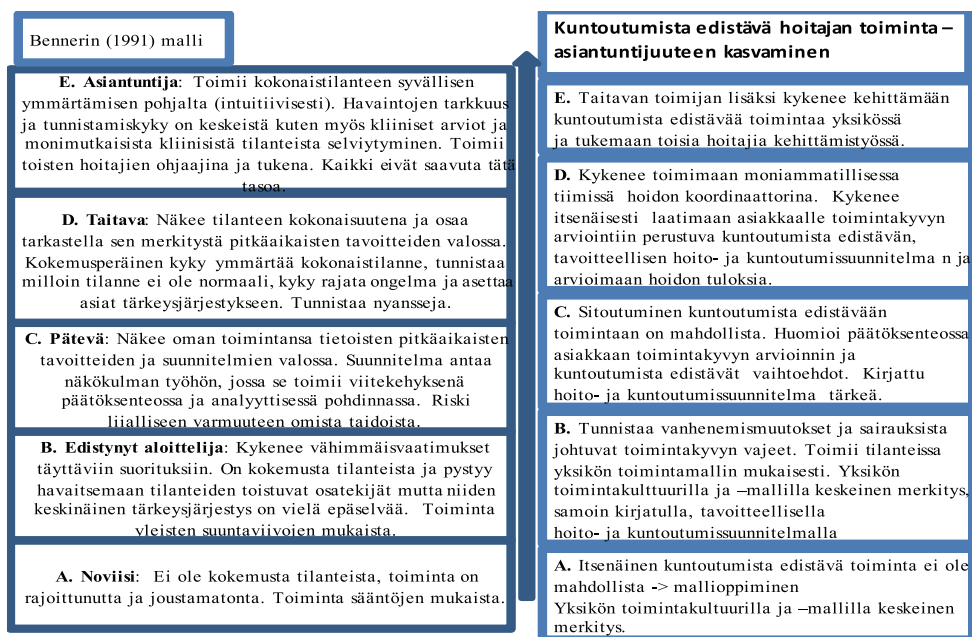 Bennerin (1991) malli
E. Asiantuntija: Toimii kokonaistilanteen syvällisen
ymmärtämisen pohjalta (intuitiivisesti). Havaintojen tarkkuus
ja tunnistamiskyky on keskeistä kuten myös kliiniset arviot ja
monimutkaisista kliinisistä tilanteista selviytyminen. Toimii
toisten hoitajien ohjaajina ja tukena. Kaikki eivät saavuta tätä
tasoa.
D. Taitava: Näkee tilanteen kokonaisuutena ja osaa
tarkastella sen merkitystä pitkäaikaisten tavoitteiden valossa.
Kokemusperäinen kyky ymmärtää kokonaistilanne, tunnistaa
milloin tilanne ei ole normaali, kyky rajata ongelma ja asettaa
asiat tärkeysjärjestykseen. Tunnistaa nyansseja.
C. Pätevä: Näkee oman toimintansa tietoisten pitkäaikaisten
tavoitteiden ja suunnitelmien valossa. Suunnitelma antaa
näkökulman työhön, jossa se toimii viitekehyksenä
päätöksenteossa ja analyyttisessä pohdinnassa. Riski
liialliseen varmuuteen omista taidoista.
B. Edistynyt aloittelija: Kykenee vähimmäisvaatimukset
täyttäviin suorituksiin. On kokemusta tilanteista ja pystyy
havaitsemaan tilanteiden toistuvat osatekijät mutta niiden
keskinäinen tärkeysjärjestys on vielä epäselvää. Toiminta
yleisten suuntaviivojen mukaista.
A. Noviisi: Ei ole kokemusta tilanteista, toiminta on
rajoittunutta ja joustamatonta. Toiminta sääntöjen mukaista.
Kuntoutumista edistävä hoitajan toiminta –
asiantuntijuuteen kasvaminen
E. Taitavan toimijan lisäksi kykenee kehittämään
kuntoutumista edistävää toimintaa yksikössä
ja tukemaan toisia hoitajia kehittämistyössä.
D. Kykenee toimimaan moniammatillisessa
tiimissä hoidon koordinaattorina. Kykenee
itsenäisesti laatimaan asiakkaalle toimintakyvyn
arviointiin perustuva kuntoutumista edistävän,
tavoitteellisen hoito- ja kuntoutumissuunnitelma n ja
arvioimaan hoidon tuloksia.
C. Sitoutuminen kuntoutumista edistävään
toimintaan on mahdollista. Huomioi päätöksenteossa
asiakkaan toimintakyvyn arvioinnin ja
kuntoutumista edistävät vaihtoehdot. Kirjattu
hoito- ja kuntoutumissuunnitelma tärkeä.
B. Tunnistaa vanhenemismuutokset ja sairauksista
johtuvat toimintakyvyn vajeet. Toimii tilanteissa
yksikön toimintamallin mukaisesti. Yksikön
toimintakulttuurilla ja –mallilla keskeinen merkitys,
samoin kirjatulla, tavoitteellisella
hoito- ja kuntoutumissuunnitelmalla
A. Itsenäinen kuntoutumista edistävä toiminta ei ole
mahdollista -> mallioppiminen
Yksikön toimintakultuurilla ja –mallilla keskeinen
merkitys.